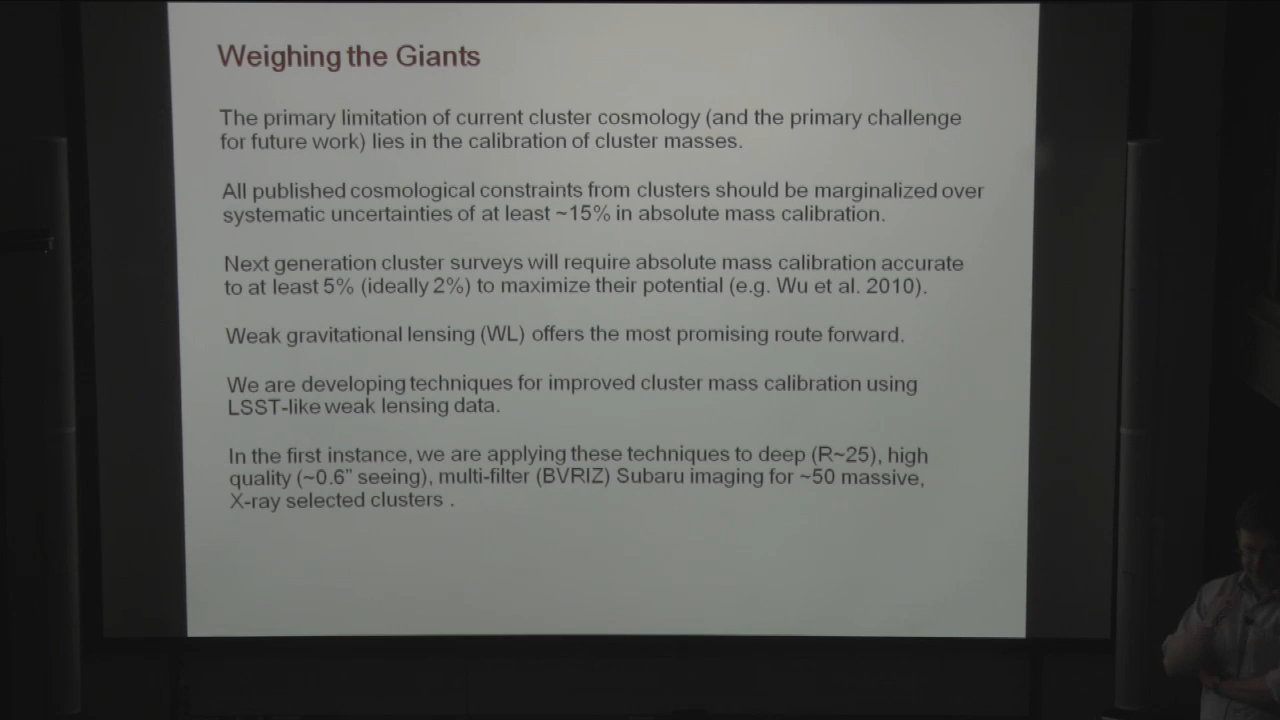 Weighing the Giants
The primary limitation of current cluster cosmology (and the primary challenge
for future work) lies in the calibration of cluster masses.
All published cosmological constraints from clusters should be marginalized over
systematic uncertainties of at least ~15% in absolute mass calibration.
Next generation cluster surveys will require absolute mass calibration accurate
to at least 5% (ideally 2%) to maximize their potential (e.g. Wu et al. 2010).
Weak gravitational lensing (WL) offers the most promising route forward.
We are developing techniques for improved cluster mass calibration using
LSST-like weak lensing data.
In the first instance, we are applying these techniques to deep (R~25), high
quality (~0.6" seeing), multi-filter (BVRIZ) Subaru imaging for ~50 massive,
X-ray selected clusters .